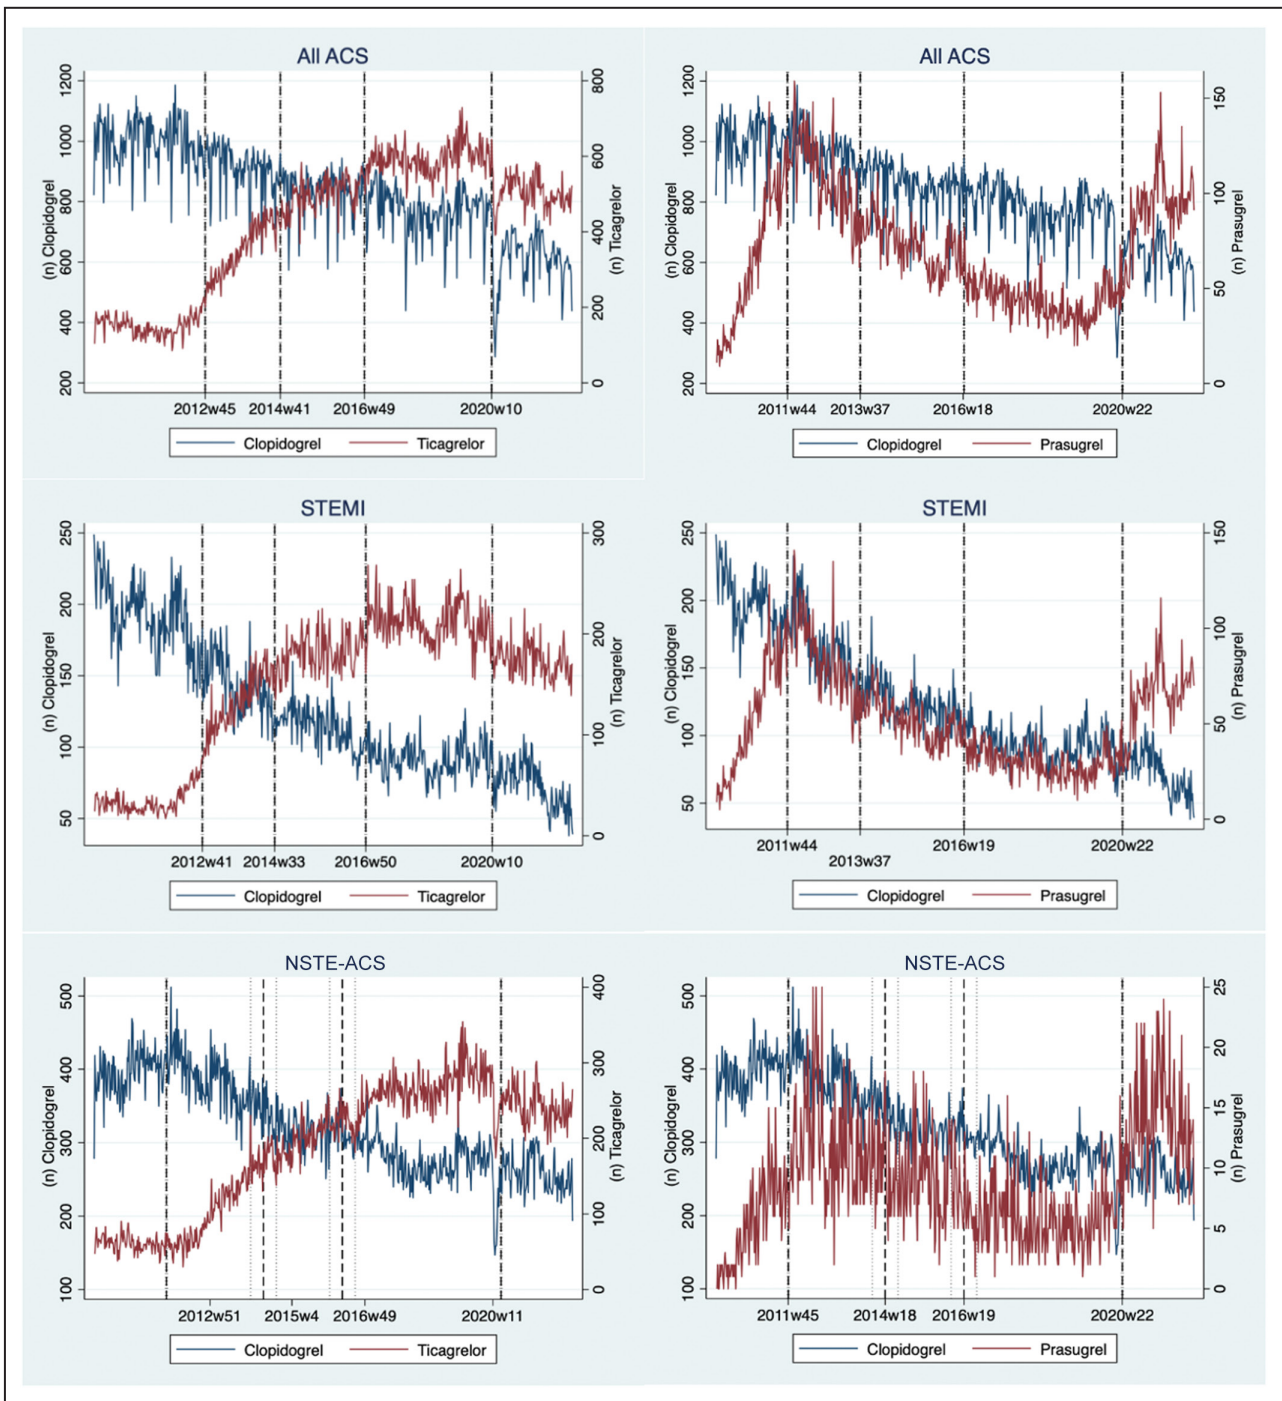 All ACS
1200
1000
800
600
400
200
(n) Clopidogrel
800
600
400
200
0
(n) Ticagrelor
2012w45 2014w41 2016w49 2020w10
Clopidogrel Ticagrelor
All ACS
1200
1000
800
600
400
200
(n) Clopidogrel
150
100
50
0
(n) Prasugrel
2011w44 2013w37 2016w18 2020w22
Clopidogrel Prasugrel
STEMI
250
200
150
100
50
(n) Clopidogrel
300
200
100
0
(n) Ticagrelor
2012w41 2014w33 2016w50 2020w10
Clopidogrel Ticagrelor
STEMI
250
200
150
100
50
(n) Clopidogrel
150
100
50
0
(n) Prasugrel
2011w44 2016w19 2020w22
2013w37
Clopidogrel Prasugrel
NSTE-ACS
500
400
300
200
100
(n) Clopidogrel
400
300
200
100
0
(n) Ticagrelor
2012w51 2015w4 2016w49 2020w11
Clopidogrel Ticagrelor
NSTE-ACS
500
400
300
200
100
(n) Clopidogrel
25
20
15
10
5
0
(n) Prasugrel
2011w45 2014w18 2016w19 2020w22
Clopidogrel Prasugrel